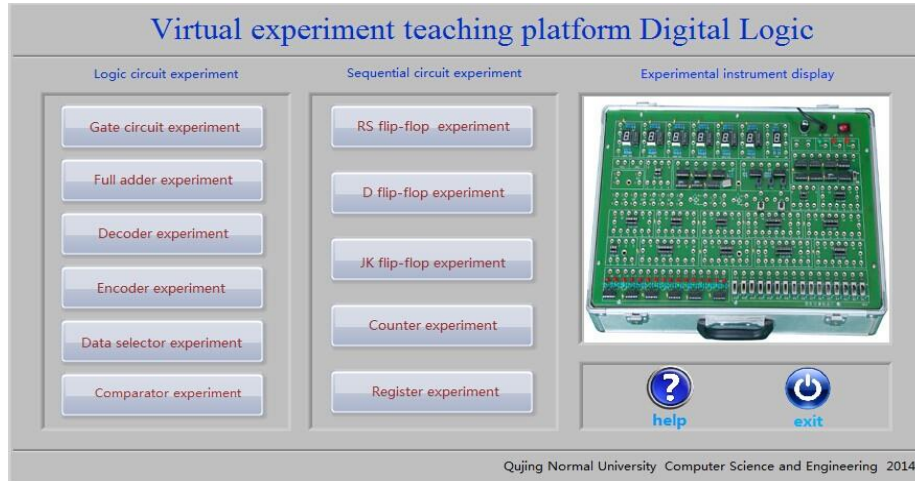 Virtual experiment teaching platform Digital Logic
Logic circuit experiment
Gate circuit experiment
Full adder experiment
Decoder experiment
Encoder experiment
Data selector experiment
Comparator experiment
Sequential circuit experiment
RS flip-flop experiment
D flip-flop experiment
JK flip-flop experiment
Counter experiment
Register experiment
Experimental instrument display
help
exit
Qujing Normal University Computer Science and Engineering 2014